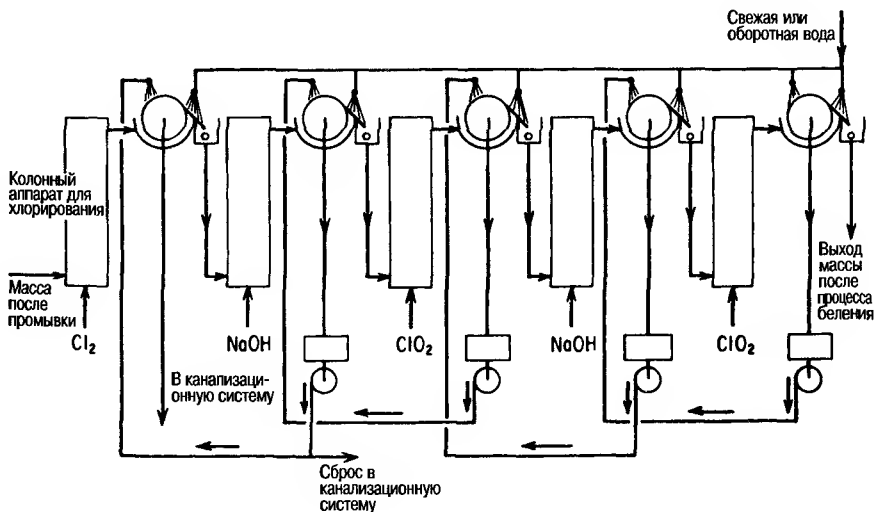 Свежая или
оборотная вода
Колонный
аппарат для
хлорирования
Масса
после
промывки
Cl₂
NaOH
ClO₂
NaOH
ClO₂
Выход
массы
после
процесса
беления
В канализаци-
онную систему
Сброс в
канализационную
систему